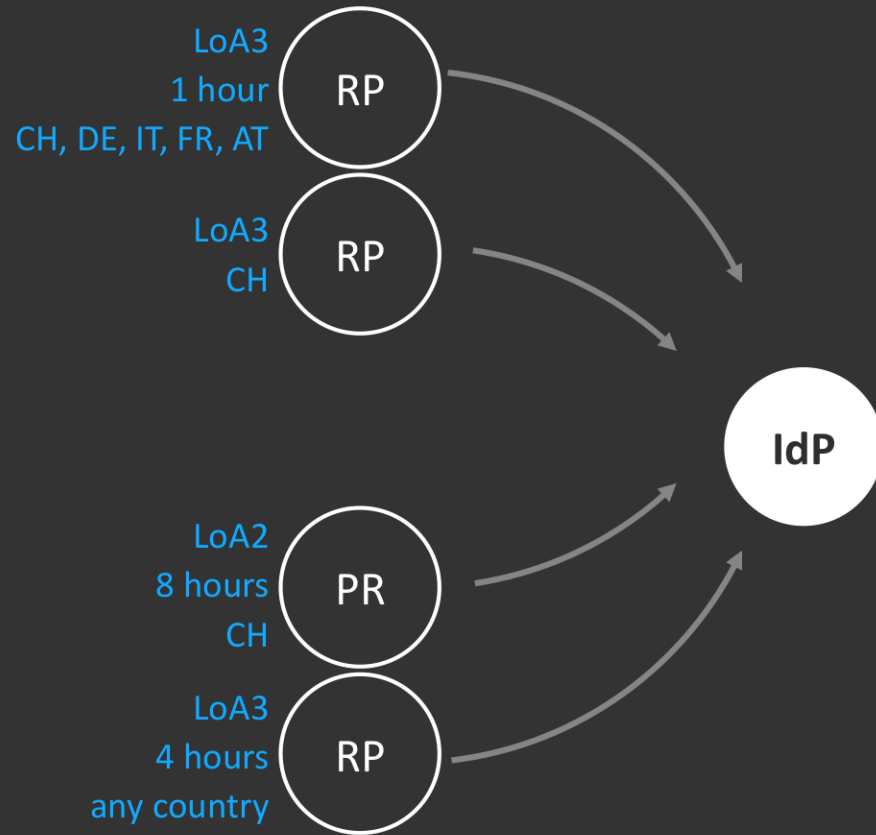 LoA3
1 hour
CH, DE, IT, FR, AT
RP
LoA3
CH
RP
IdP
LoA2
8 hours
CH
PR
LoA3
4 hours
any country
RP